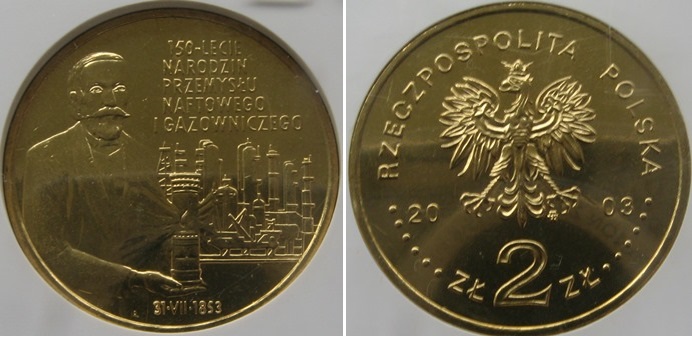 150-LECIE
NARODZIN
PRZEMYSŁU
NAFTOWEGO
I GAZOWNICZEGO
31·VII·1853
RZECZPOSPOLITA POLSKA
20 03
ZŁ 2 ZŁ